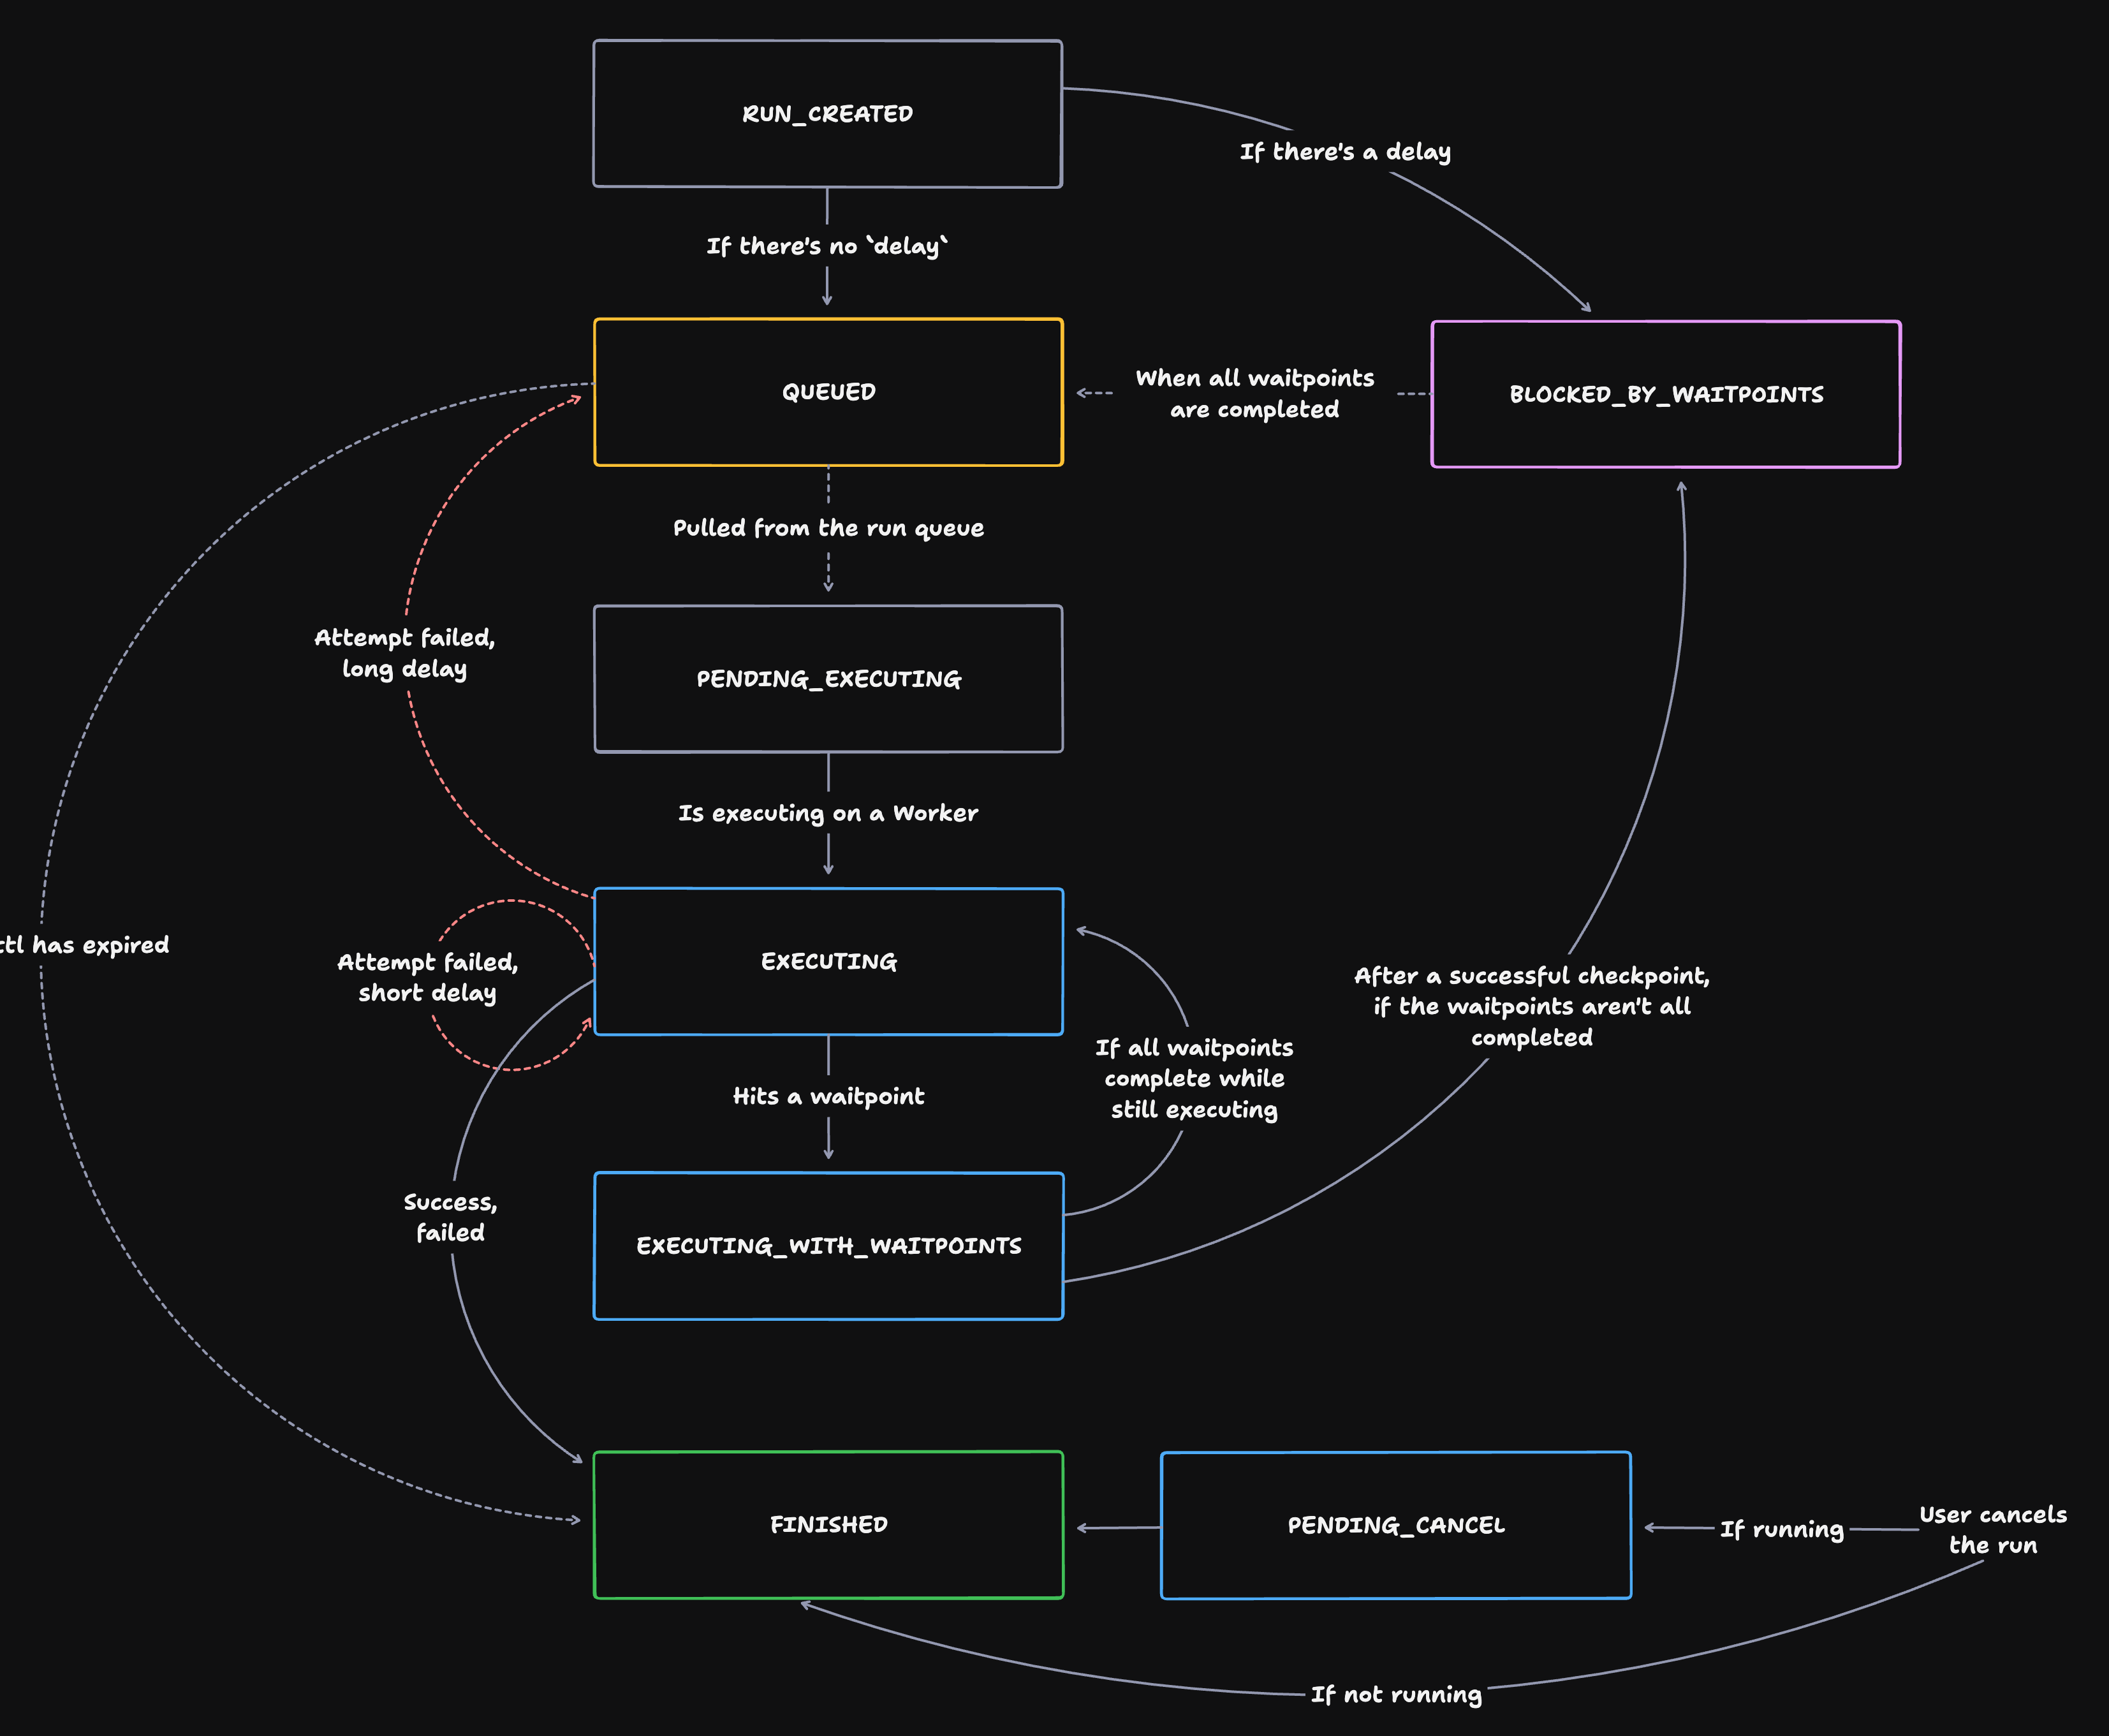 RUN_CREATED
If there's a delay
If there's no `delay`
QUEUED
When all waitpoints
are completed
BLOCKED_BY_WAITPOINTS
Pulled from the run queue
Attempt failed,
long delay
PENDING_EXECUTING
Is executing on a Worker
ttl has expired
Attempt failed,
short delay
EXECUTING
After a successful checkpoint,
if the waitpoints aren't all
completed
If all waitpoints
complete while
still executing
Hits a waitpoint
Success,
failed
EXECUTING_WITH_WAITPOINTS
FINISHED
PENDING_CANCEL
If running
User cancels
the run
If not running